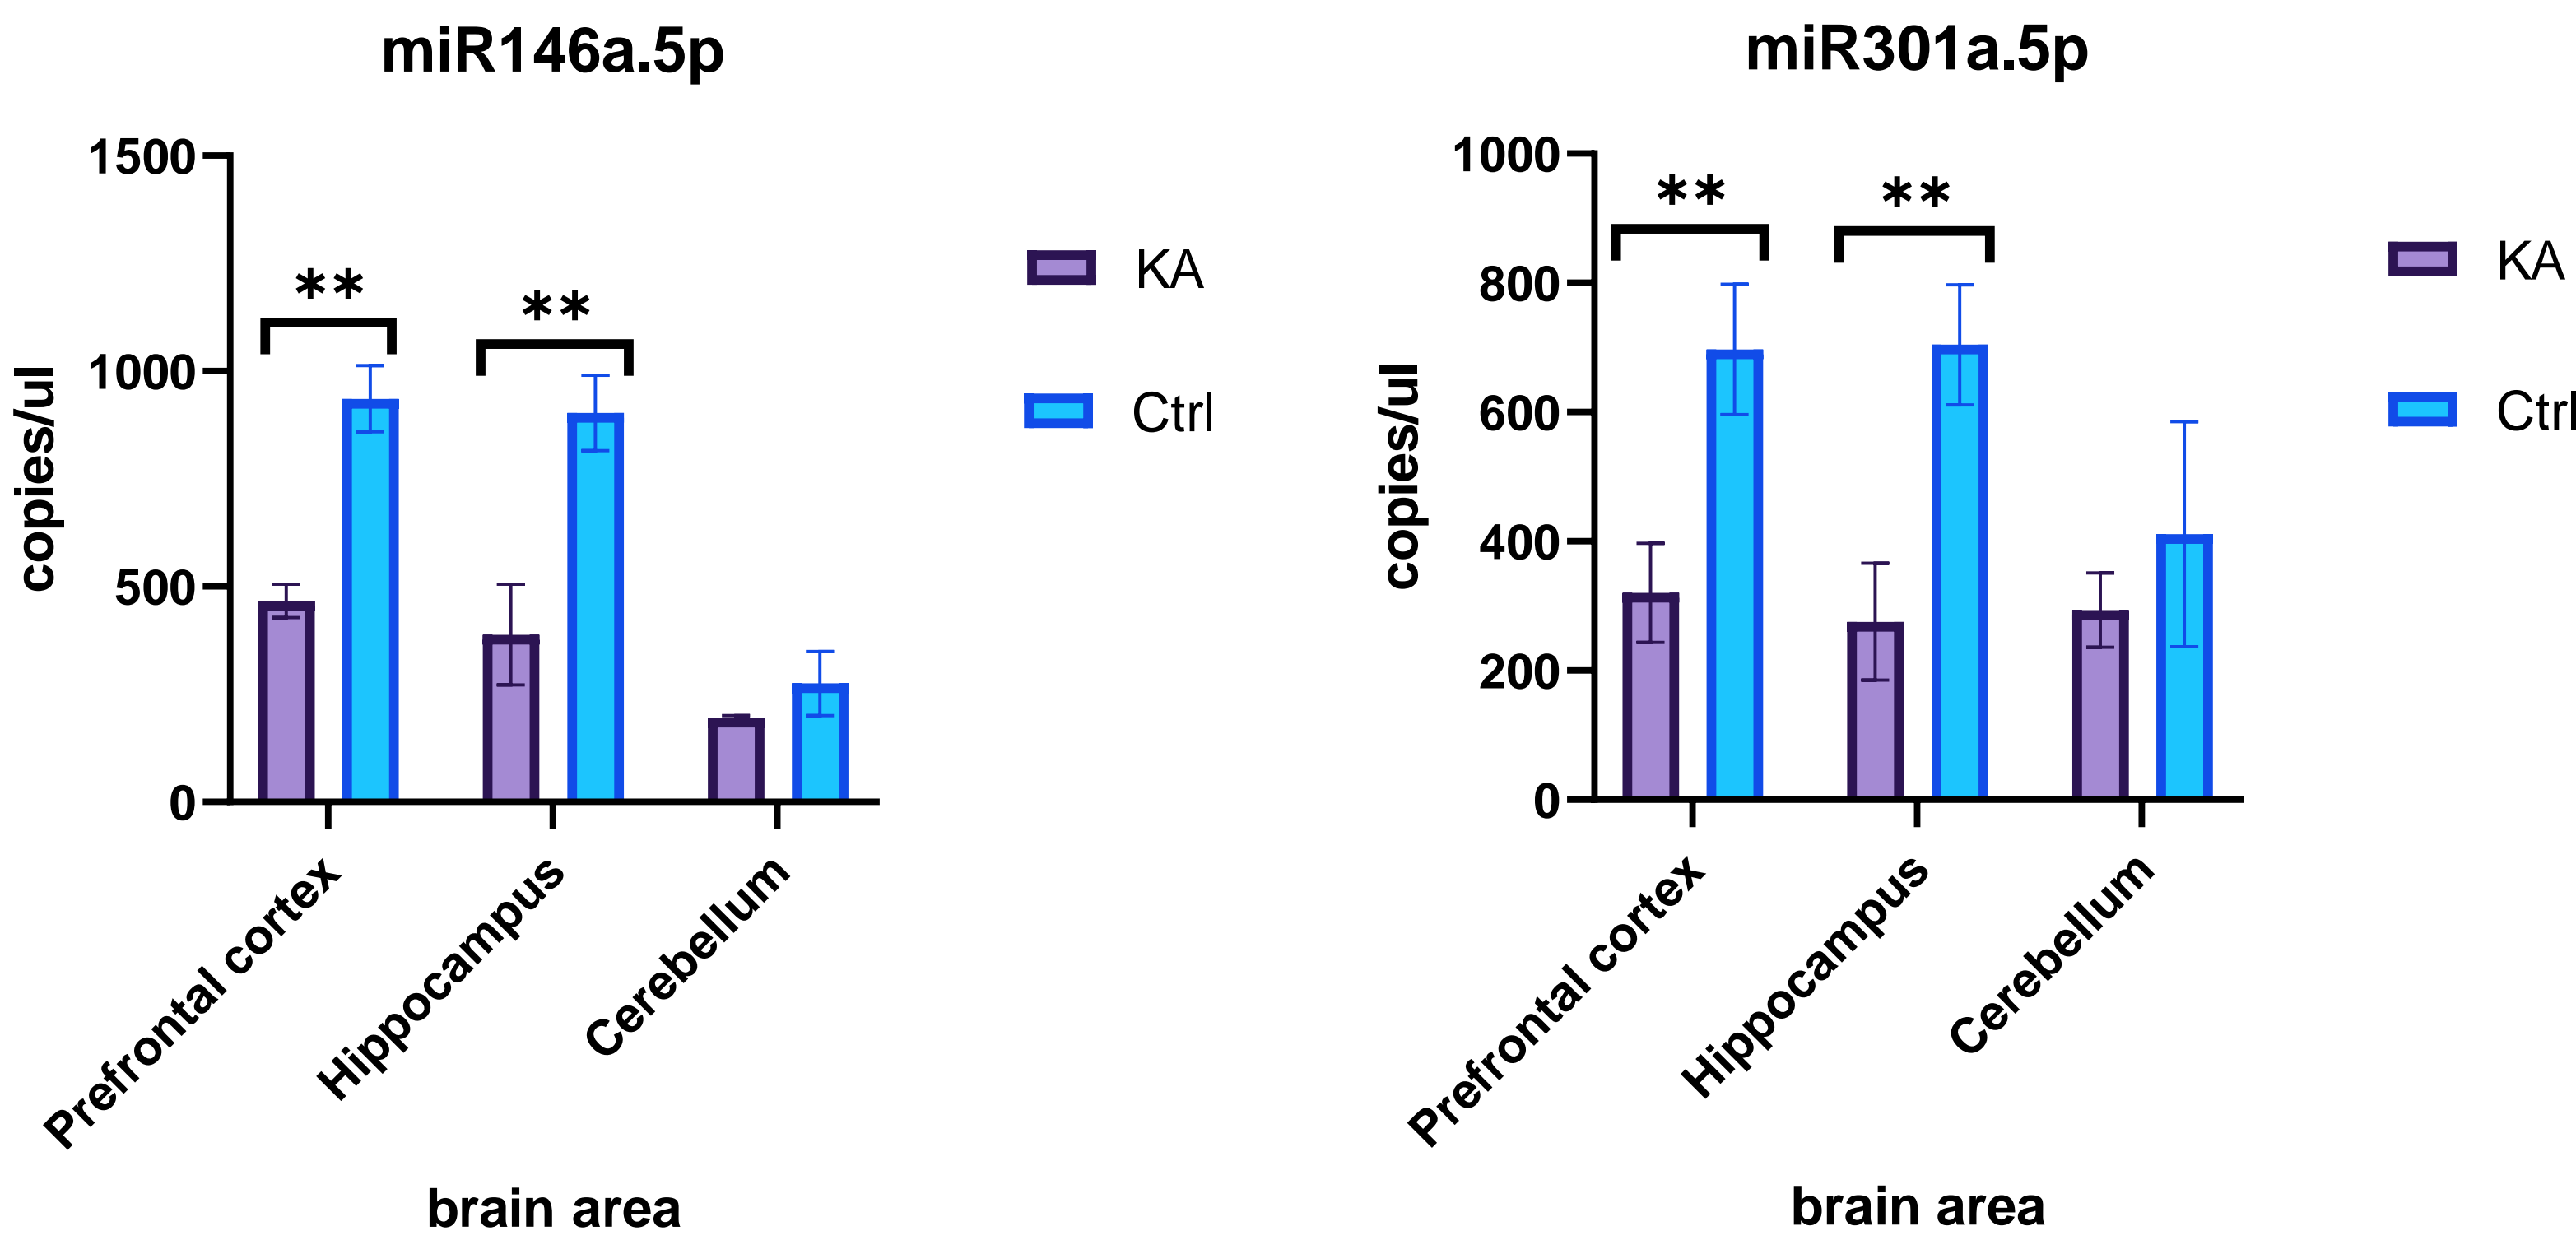 miR146a.5p
1500
1000
500
0
copies/ul
**
**
KA
Ctrl
Prefrontal cortex
Hippocampus
Cerebellum
brain area
miR301a.5p
1000
800
600
400
200
0
copies/ul
**
**
KA
Ctrl
Prefrontal cortex
Hippocampus
Cerebellum
brain area